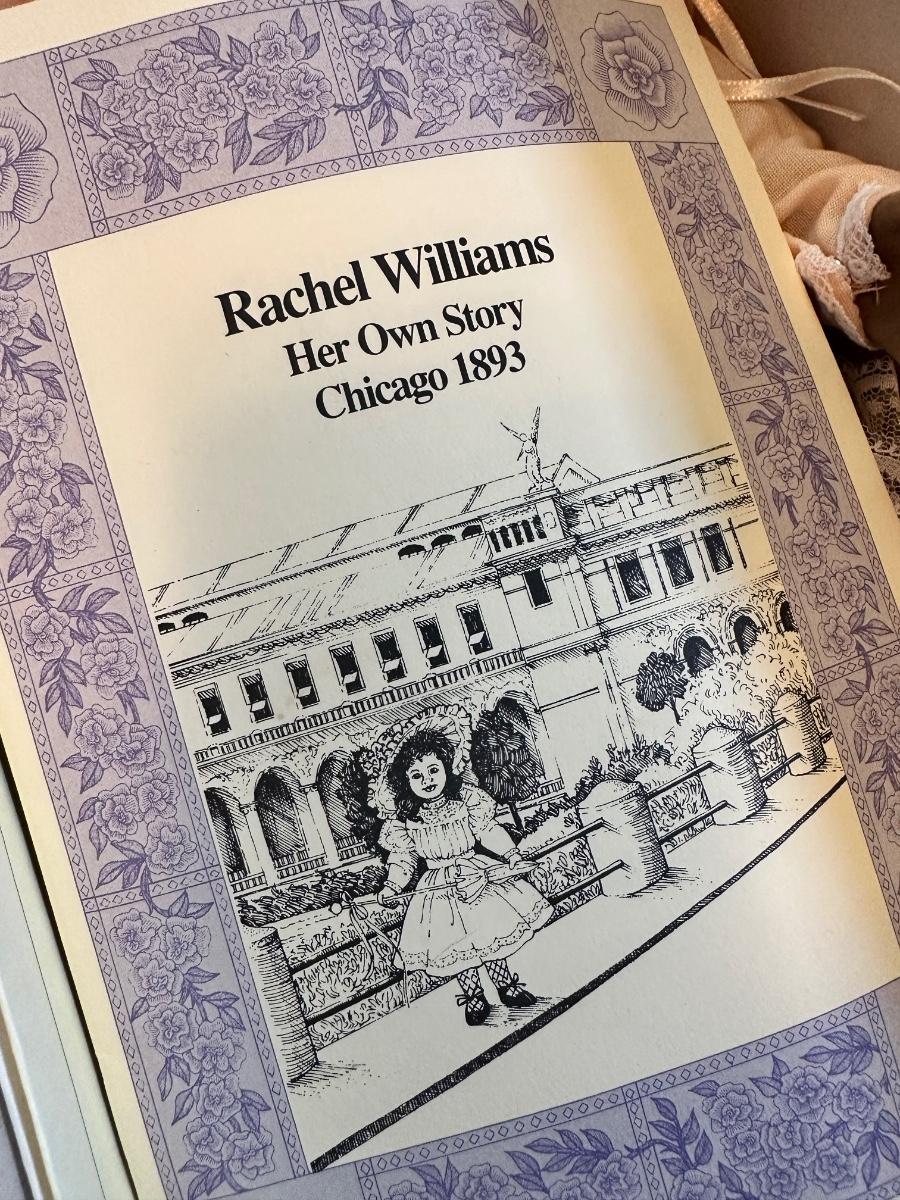 Rachel Williams
Her Own Story
Chicago 1893